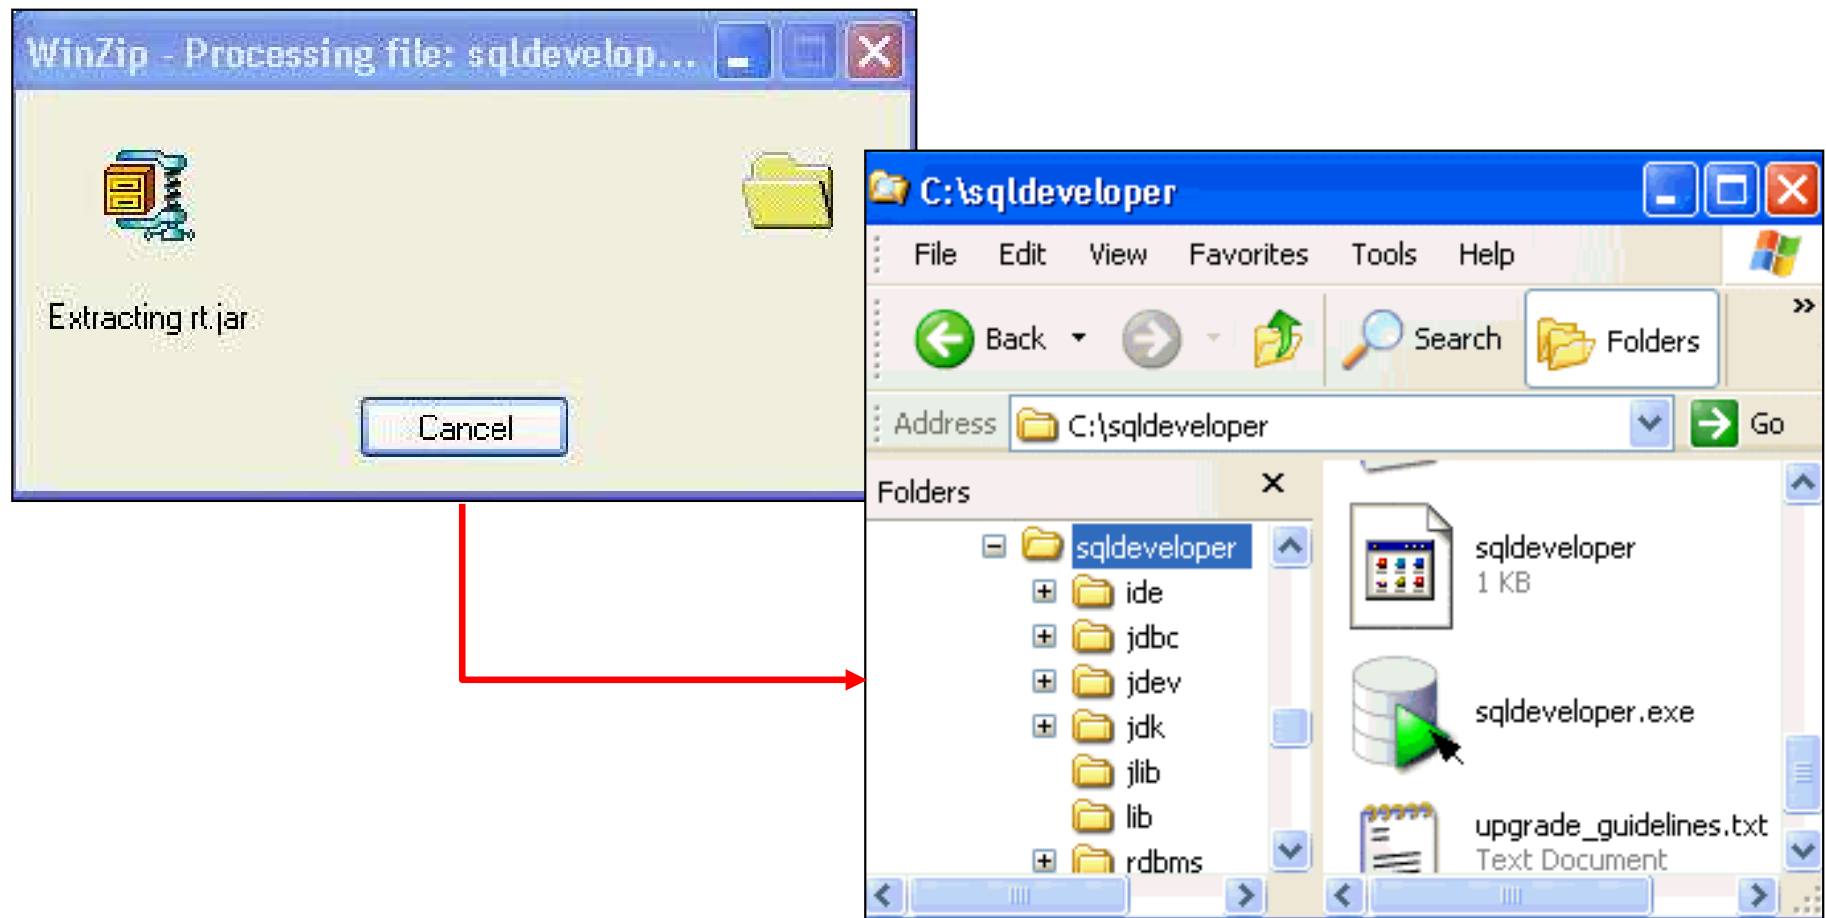 WinZip - Processing file: sqldevelop...
Extracting rt.jar
Cancel
C:\sqldeveloper
File Edit View Favorites Tools Help
Back Search Folders
Address C:\sqldeveloper Go
Folders
sqldeveloper
ide
jdbc
jdev
jdk
jlib
lib
rdbms
sqldeveloper
1 KB
sqldeveloper.exe
upgrade_guidelines.txt
Text Document